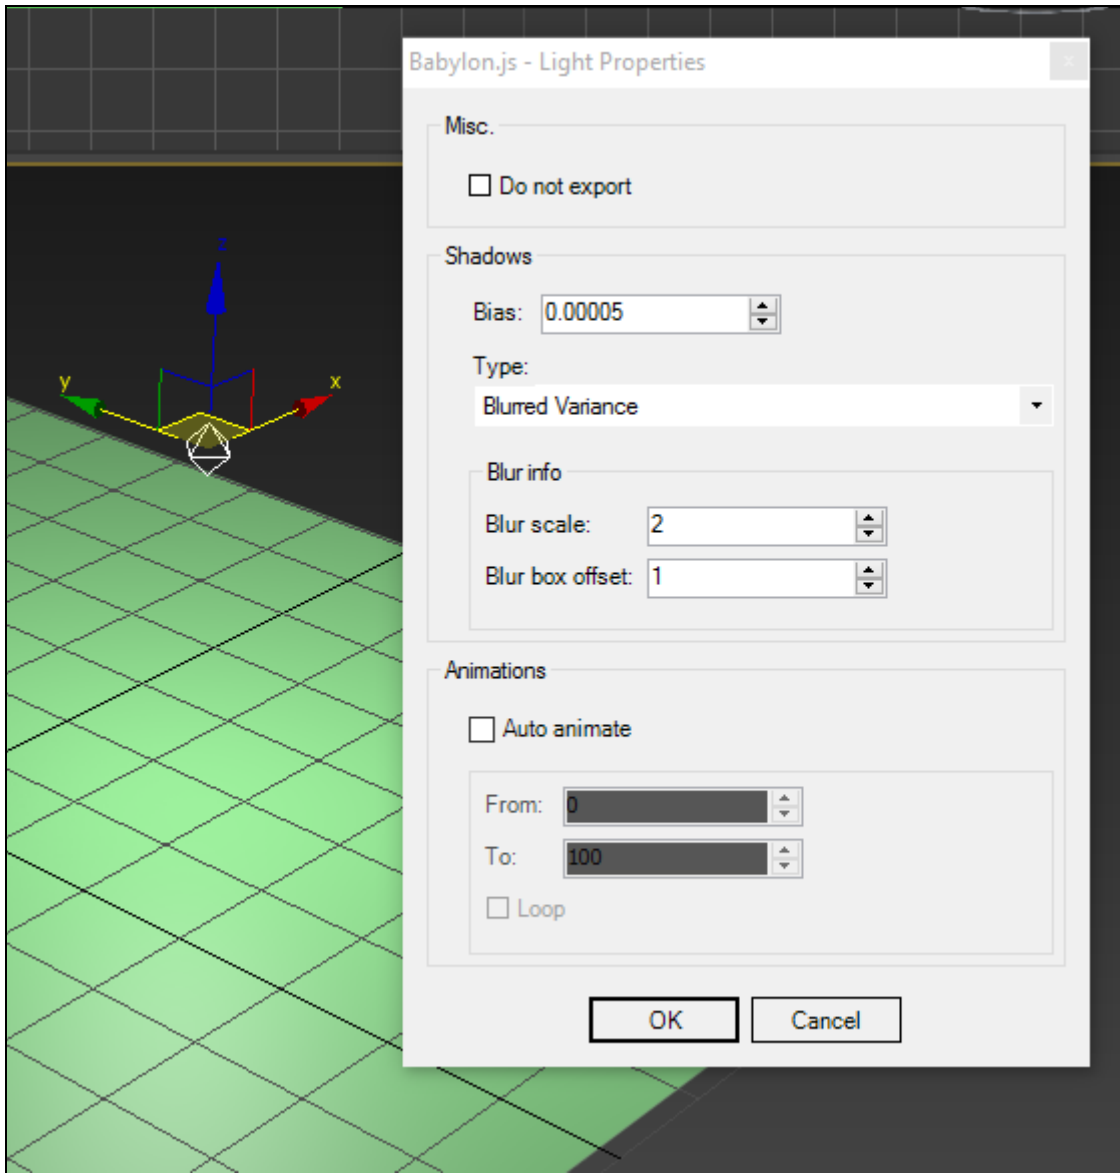 Babylon.js - Light Properties
x
Misc.
Do not export
Shadows
z
Bias: 0.00005
Type:
y
x
Blurred Variance
Blur info
Blur scale: 2
Blur box offset: 1
Animations
Auto animate
From: 0
To: 100
Loop
OK Cancel